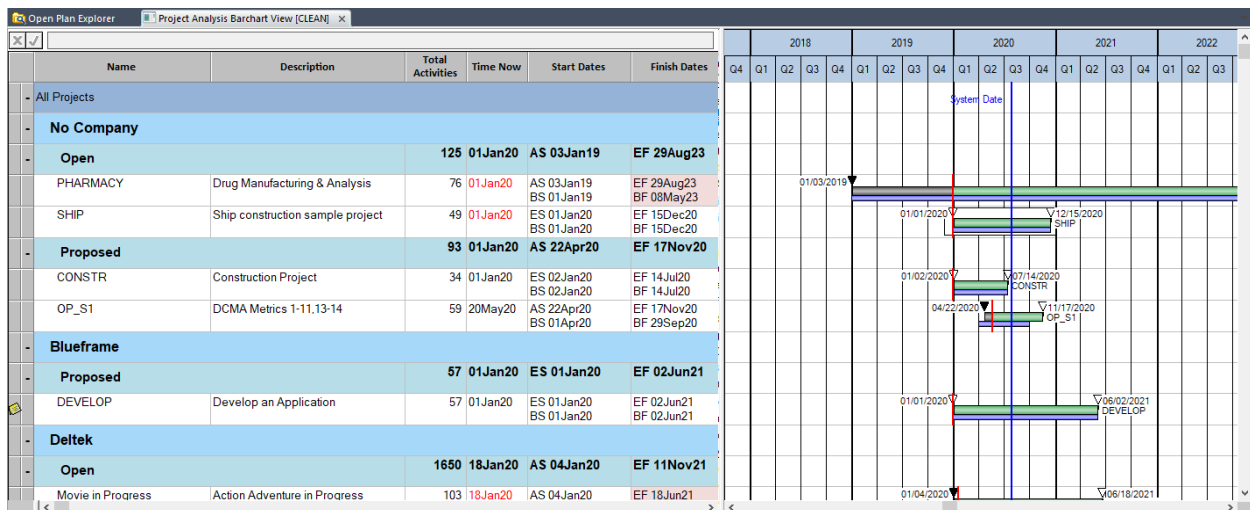 Open Plan Explorer
Project Analysis Barchart View [CLEAN] ×
2018 2019 2020 2021 2022
Name Description Total Activities Time Now Start Dates Finish Dates
Q4 Q1 Q2 Q3 Q4 Q1 Q2 Q3 Q4 Q1 Q2 Q3 Q4 Q1 Q2 Q3 Q4 Q1 Q2 Q3
- All Projects
System Date
- No Company
- Open 125 01Jan20 AS 03Jan19 EF 29Aug23
PHARMACY Drug Manufacturing & Analysis 76 01Jan20 AS 03Jan19 EF 29Aug23
BS 01Jan19 BF 08May23
01/03/2019
SHIP Ship construction sample project 49 01Jan20 ES 01Jan20 EF 15Dec20
BS 01Jan20 BF 15Dec20
01/01/2020 12/15/2020
SHIP
- Proposed 93 01Jan20 AS 22Apr20 EF 17Nov20
CONSTR Construction Project 34 01Jan20 ES 02Jan20 EF 14Jul20
BS 02Jan20 BF 14Jul20
01/02/2020 07/14/2020
CONSTR
OP_S1 DCMA Metrics 1-11,13-14 59 20May20 AS 22Apr20 EF 17Nov20
BS 01Apr20 BF 29Sep20
04/22/2020 11/17/2020
OP_S1
- Blueframe
- Proposed 57 01Jan20 ES 01Jan20 EF 02Jun21
DEVELOP Develop an Application 57 01Jan20 ES 01Jan20 EF 02Jun21
BS 01Jan20 BF 02Jun21
01/01/2020 06/02/2021
DEVELOP
- Deltek
- Open 1650 18Jan20 AS 04Jan20 EF 11Nov21
Movie in Progress Action Adventure in Progress 103 18Jan20 AS 04Jan20 EF 18Jun21
01/04/2020 06/18/2021